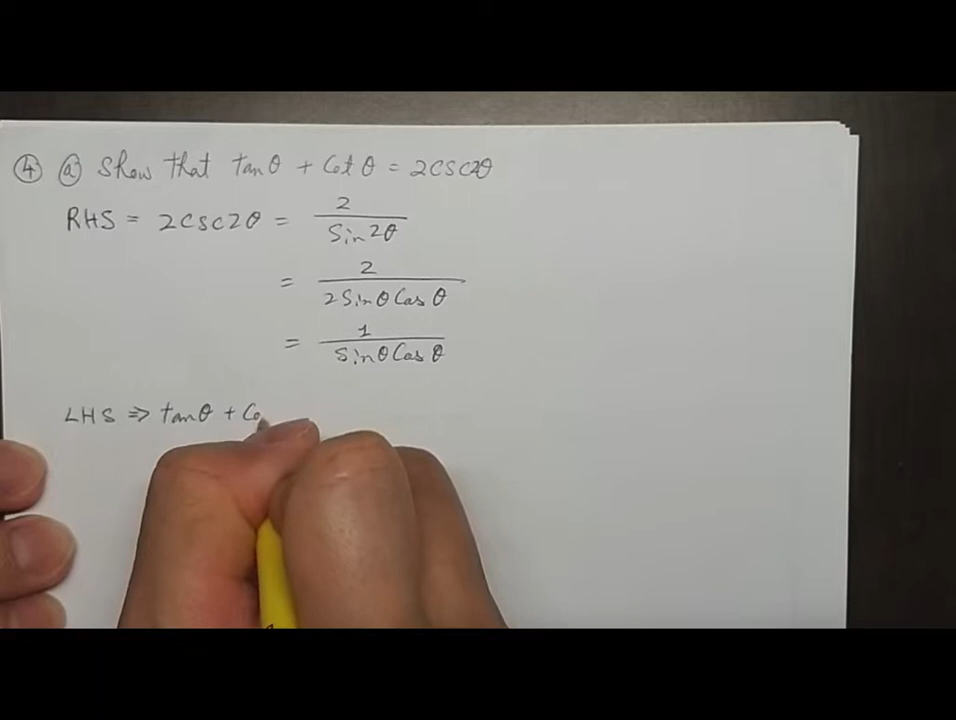 ④ ⓐ Show that tanθ + Cotθ = 2csc2θ
RHS = 2csc2θ = 2/Sin2θ
= 2/2SinθCosθ
= 1/SinθCosθ
LHS ⇒ tanθ + Co